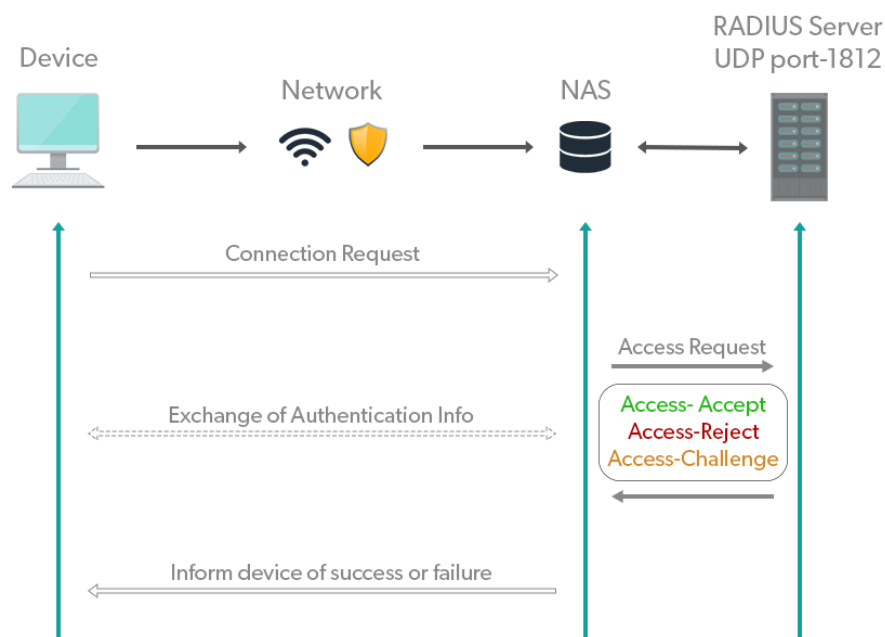 RADIUS Server
UDP port-1812
Device
Network
NAS
Connection Request
Access Request
Exchange of Authentication Info
Access- Accept
Access-Reject
Access-Challenge
Inform device of success or failure